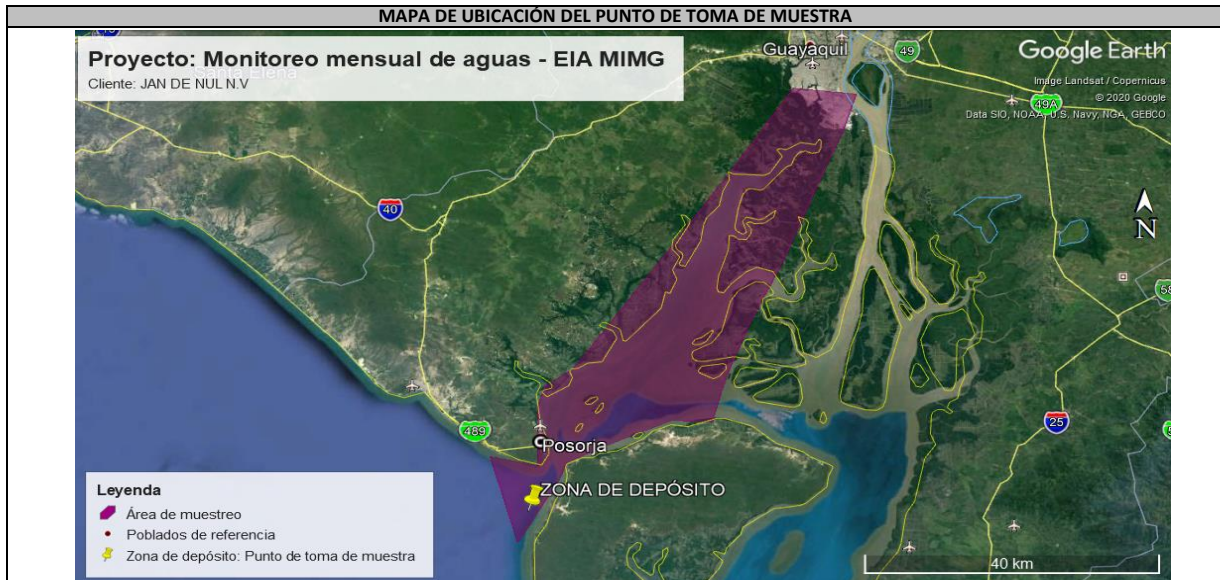 MAPA DE UBICACIÓN DEL PUNTO DE TOMA DE MUESTRA
Proyecto: Monitoreo mensual de aguas - EIA MIMG
Cliente: JAN DE NUL N.V
Santa Elena
Guayaquil
49
Google Earth
Image Landsat / Copernicus
© 2020 Google
Data SIO, NOAA, U.S. Navy, NGA, GEBCO
49A
40
N
58
25
489
Posorja
ZONA DE DEPÓSITO
Leyenda
Área de muestreo
Poblados de referencia
Zona de depósito: Punto de toma de muestra
40 km